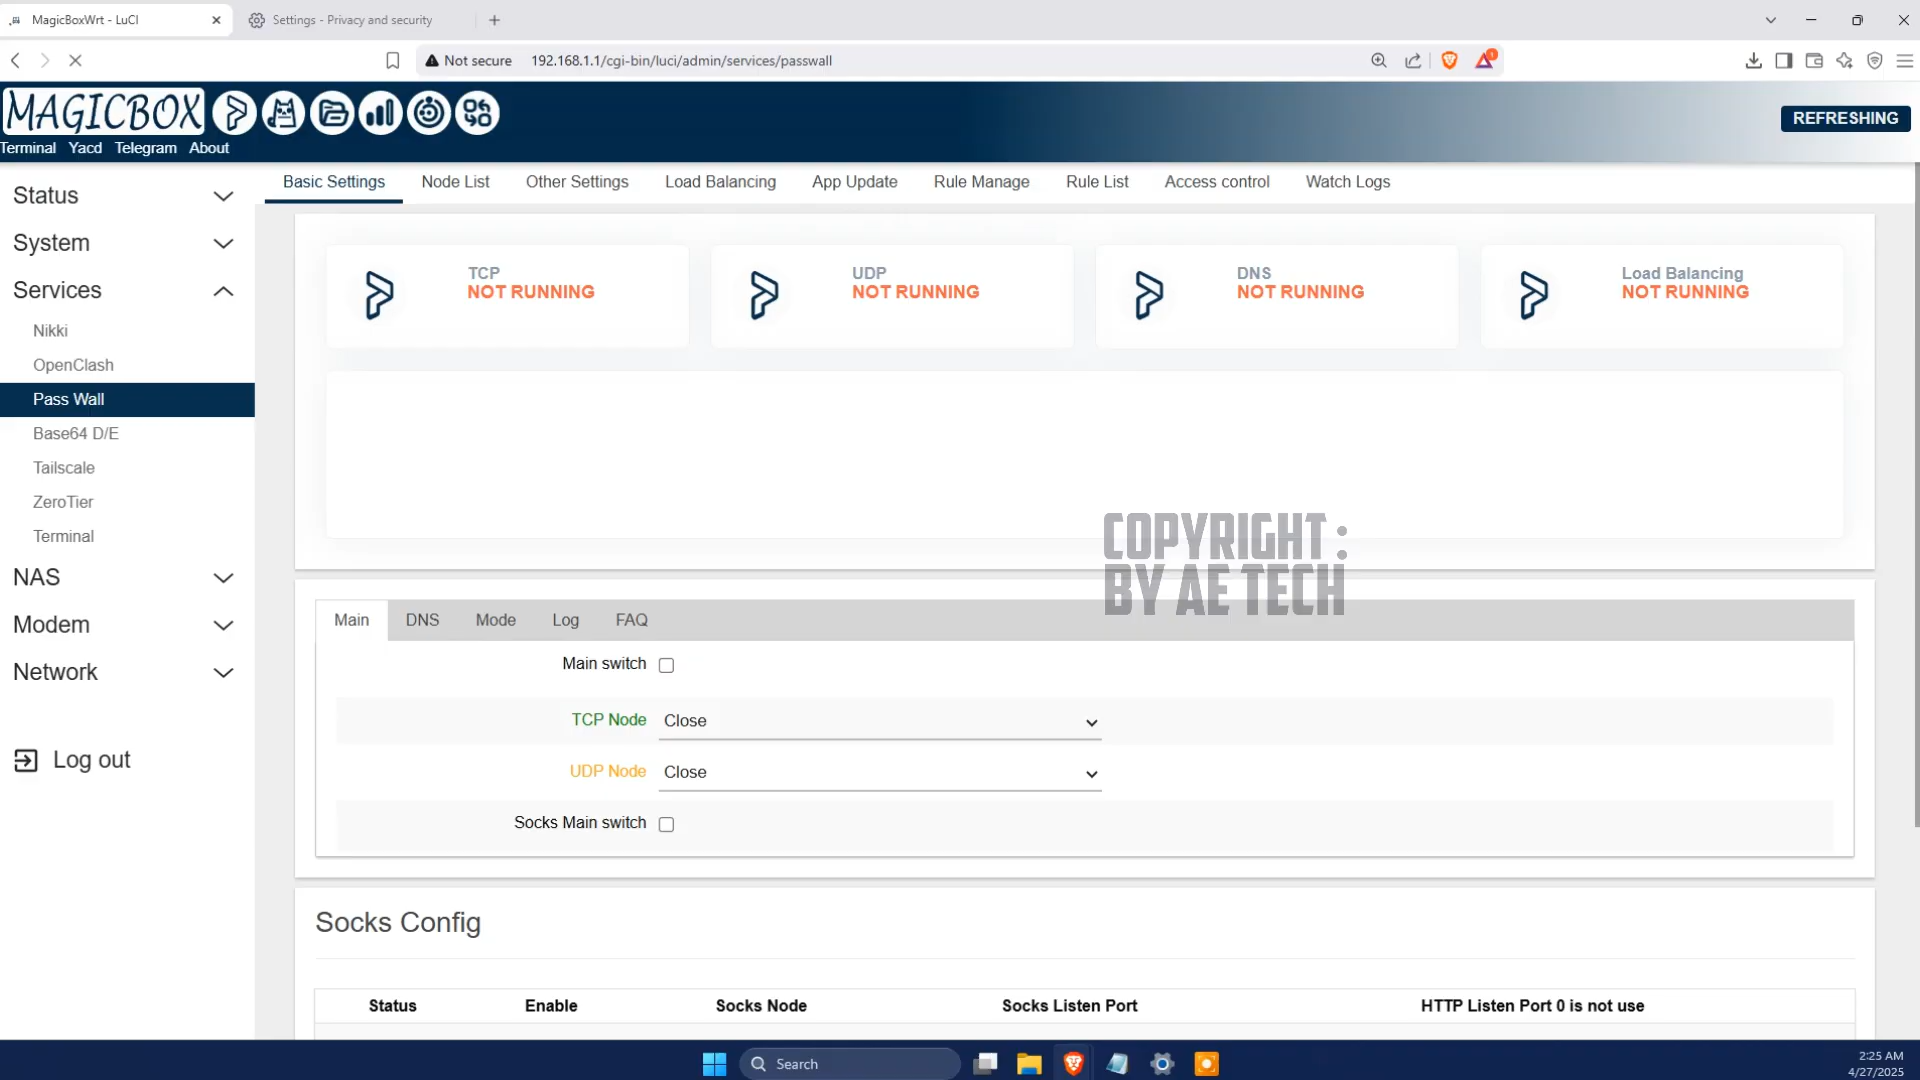 MagicBoxWrt - LuCI
Settings - Privacy and security
Not secure
192.168.1.1/cgi-bin/luci/admin/services/passwall
1
MAGICBOX
REFRESHING
Terminal Yacd Telegram About
Status
System
Services
Nikki
OpenClash
Pass Wall
Base64 D/E
Tailscale
ZeroTier
Terminal
NAS
Modem
Network
Log out
Basic Settings Node List Other Settings Load Balancing App Update Rule Manage Rule List Access control Watch Logs
TCP
NOT RUNNING
UDP
NOT RUNNING
DNS
NOT RUNNING
Load Balancing
NOT RUNNING
COPYRIGHT :
BY AE TECH
Main DNS Mode Log FAQ
Main switch
TCP Node Close
UDP Node Close
Socks Main switch
Socks Config
Status Enable Socks Node Socks Listen Port HTTP Listen Port 0 is not use
Search
2:25 AM
4/27/2025